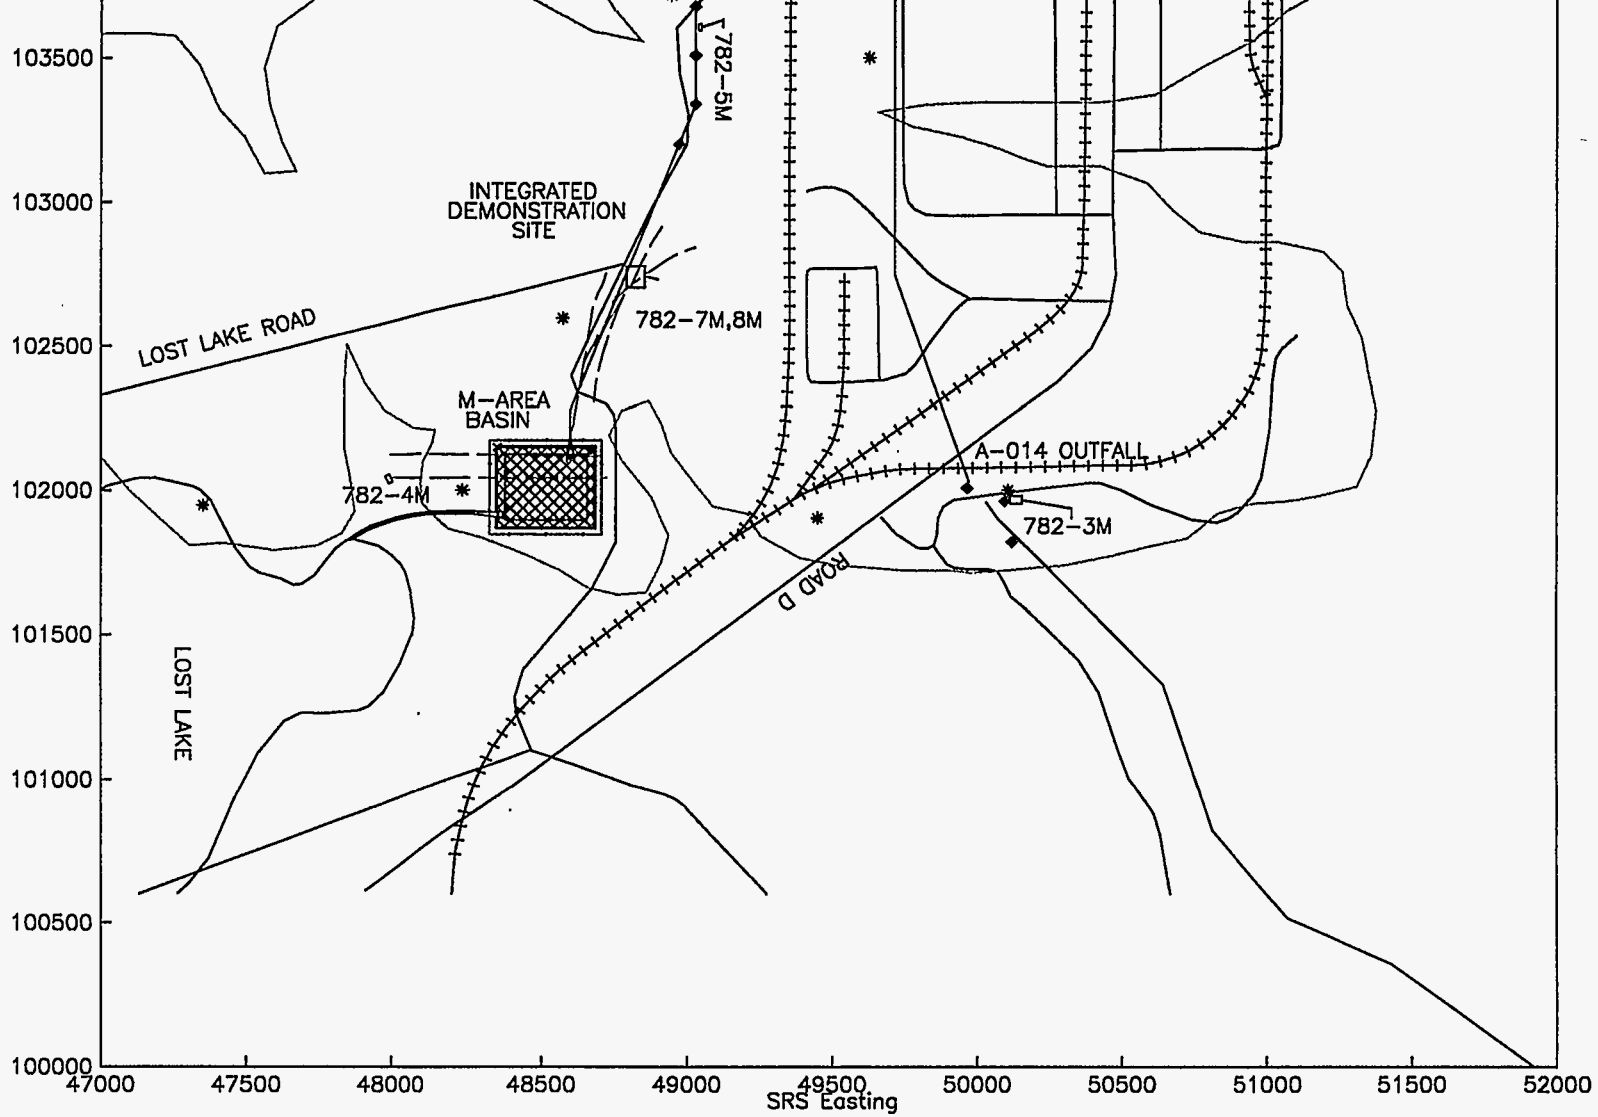 103500
782-5M
103000
INTEGRATED
DEMONSTRATION
SITE
782-7M,8M
LOST LAKE ROAD
102500
M-AREA
BASIN
A-014 OUTFALL
102000
782-4M
782-3M
ROAD D
101500
LOST LAKE
101000
100500
100000
47000
47500
48000
48500
49000
49500
50000
50500
51000
51500
52000
SRS Easting